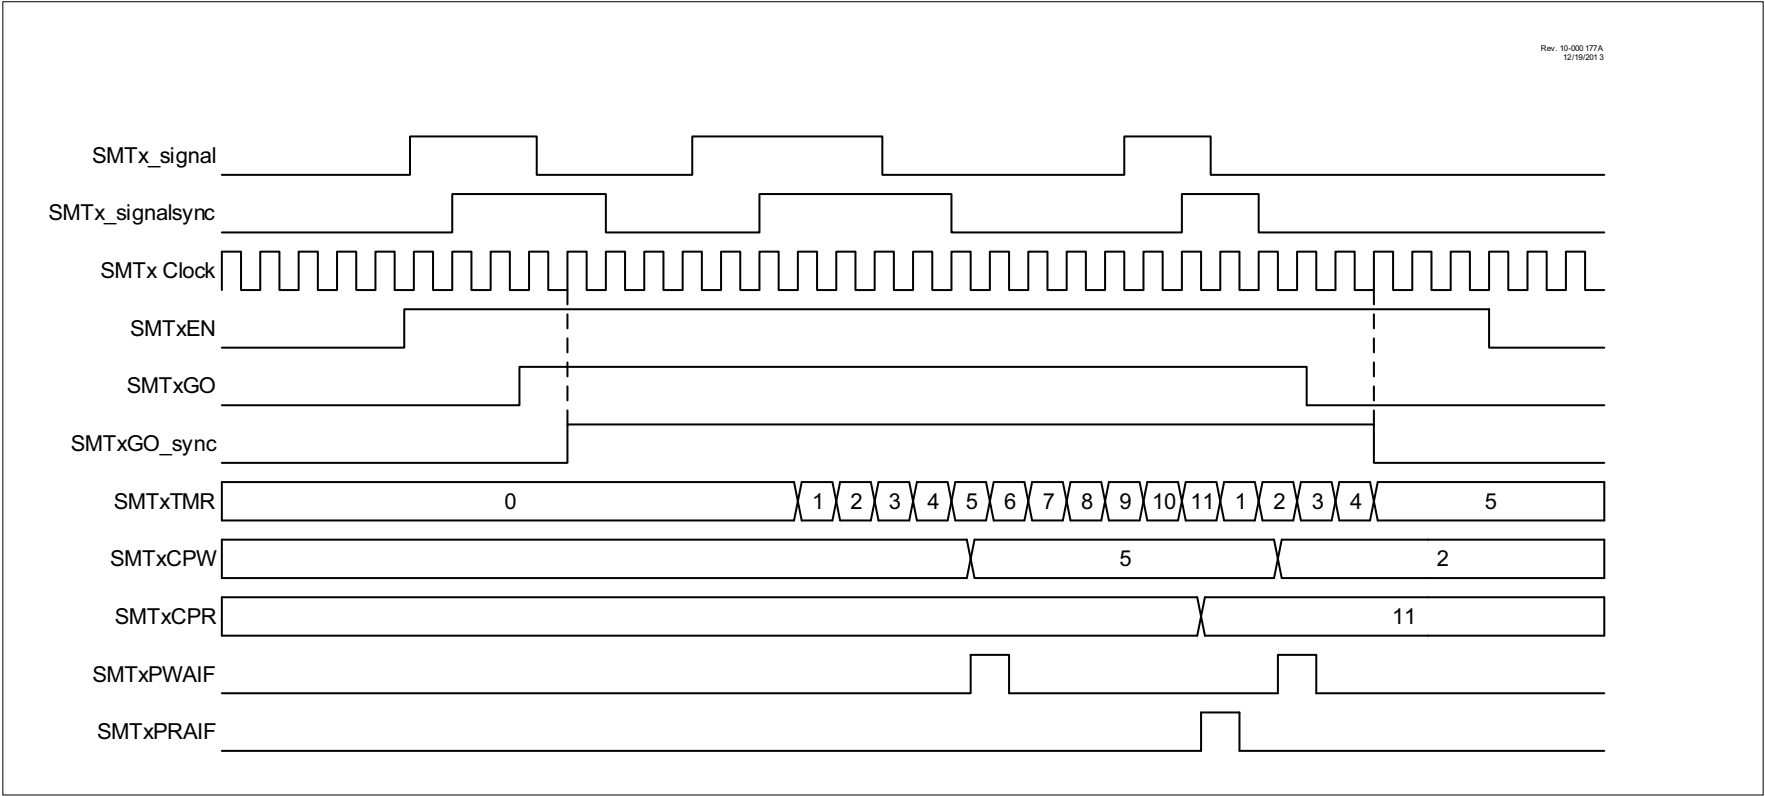 Rev. 10-000 177A
12/19/201 3
SMTx_signal
SMTx_signalsync
SMTx Clock
SMTxEN
SMTxGO
SMTxGO_sync
SMTxTMR 0 1 2 3 4 5 6 7 8 9 10 11 1 2 3 4 5
SMTxCPW 5 2
SMTxCPR 11
SMTxPWAIF
SMTxPRAIF